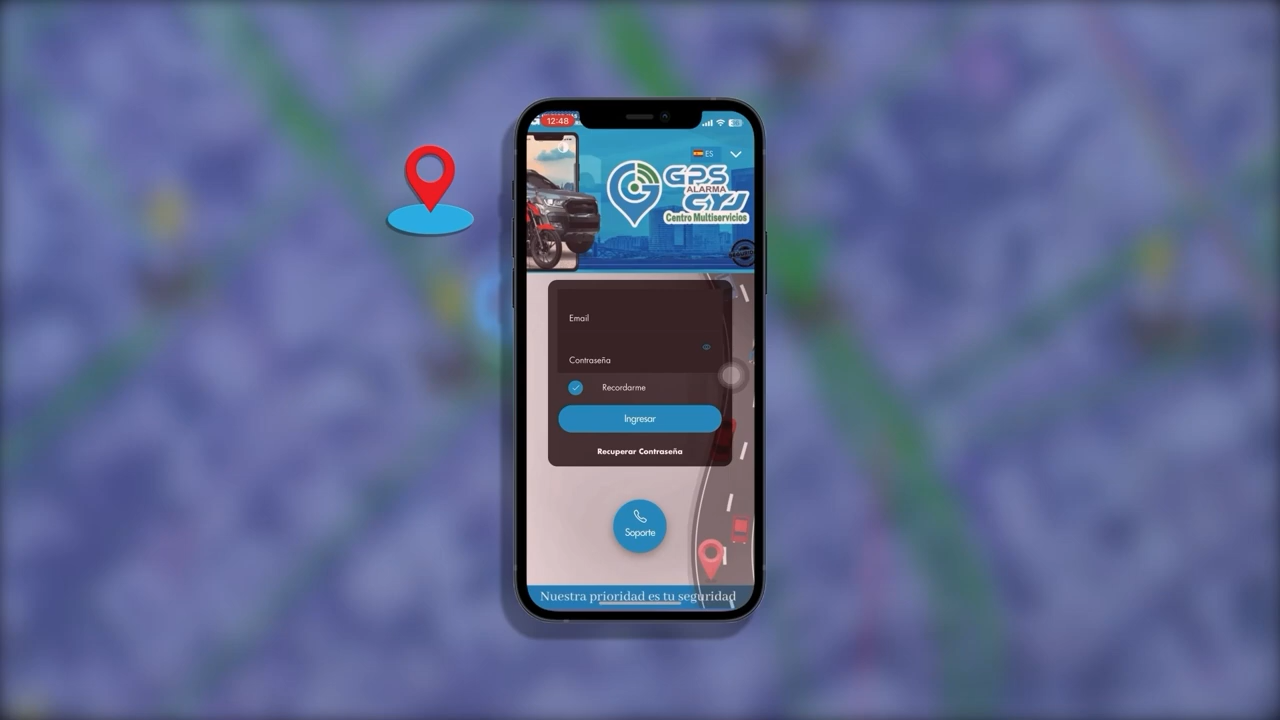 12:48
ES
GPS
ALARMA
CYJ
Centro Multiservicios
Email
Contraseña
Recordarme
Ingresar
Recuperar Contraseña
Soporte
Nuestra prioridad es tu seguridad